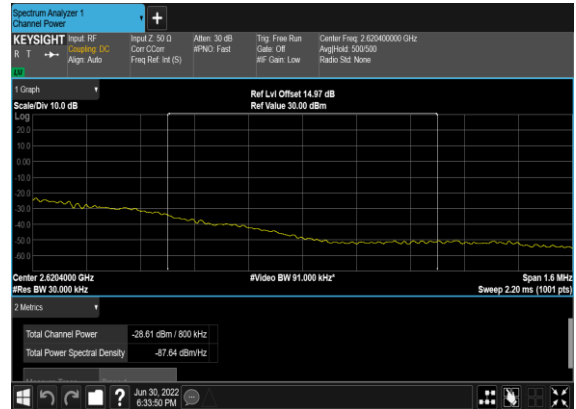 Spectrum Analyzer 1
Channel Power
+
KEYSIGHT Input: RF Input Z: 50 Ω Atten: 30 dB Trig: Free Run Center Freq: 2.620400000 GHz
R T Coupling: DC Corr CCorr #PNO: Fast Gate: Off Avg|Hold: 500/500
Align: Auto Freq Ref: Int (S) #IF Gain: Low Radio Std: None
LXI
1 Graph
Ref Lvl Offset 14.97 dB
Scale/Div 10.0 dB Ref Value 30.00 dBm
Log
20.0
10.0
0.00
-10.0
-20.0
-30.0
-40.0
-50.0
-60.0
Center 2.6204000 GHz #Video BW 91.000 kHz* Span 1.6 MHz
#Res BW 30.000 kHz Sweep 2.20 ms (1001 pts)
2 Metrics
Total Channel Power -28.61 dBm / 800 kHz
Total Power Spectral Density -87.64 dBm/Hz
?
Jun 30, 2022
6:33:50 PM